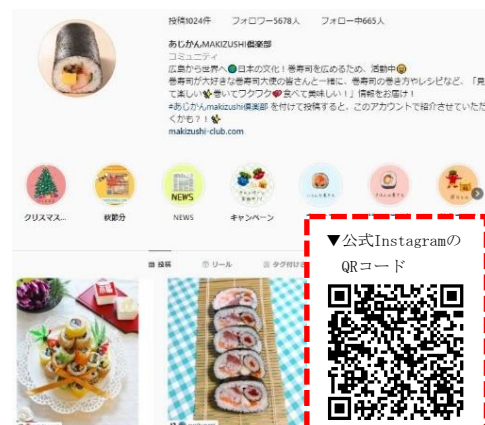 投稿1024件 フォロワー5678人 フォロー中665人
あじかんMAKIZUSHI倶楽部
コミュニティ
広島から世界へ🌏日本の文化！巻寿司を広めるため、活動中😊
巻寿司が大好きな巻寿司大使の皆さんと一緒に、巻寿司の巻き方やレシピなど、「見
て楽しい👀巻いてワクワク❤食べて美味しい！」情報をお届け！
#あじかんmakizushi倶楽部 を付けて投稿すると、このアカウントで紹介させていただ
くかも？！
makizushi-club.com
NEWS
クリスマス... 秋節分 NEWS キャンペーン
▼公式Instagramの
QRコード
投稿 リール タグ付け